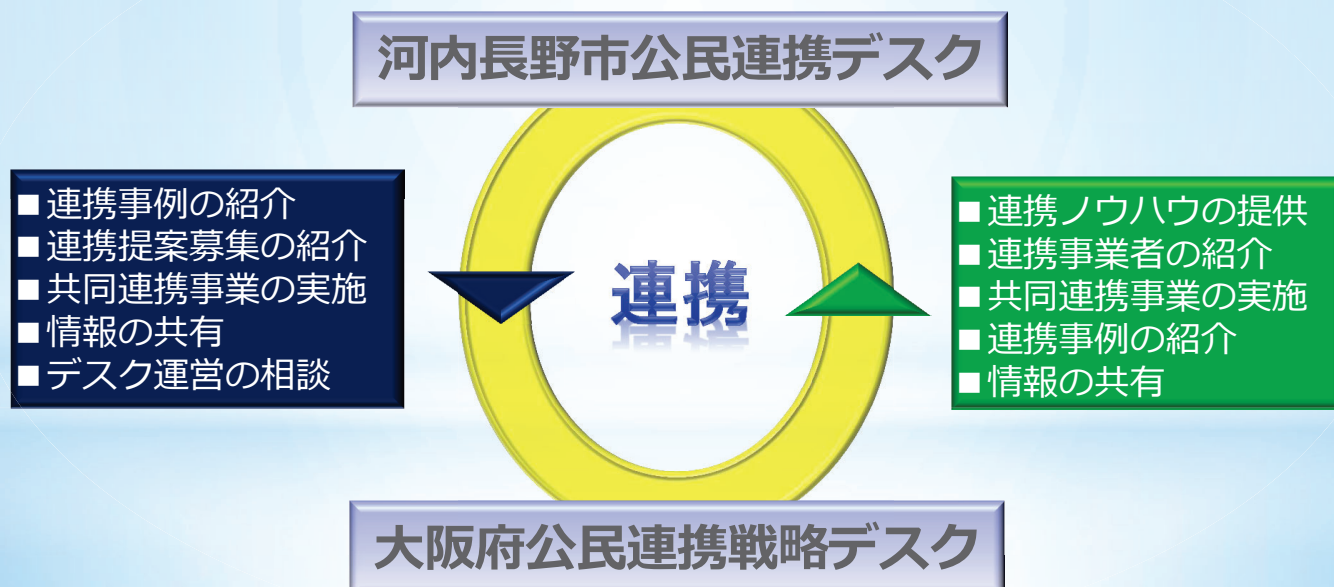 河内長野市公民連携デスク
■連携事例の紹介
■連携提案募集の紹介
■共同連携事業の実施
■情報の共有
■デスク運営の相談
連携
■連携ノウハウの提供
■連携事業者の紹介
■共同連携事業の実施
■連携事例の紹介
■情報の共有
大阪府公民連携戦略デスク